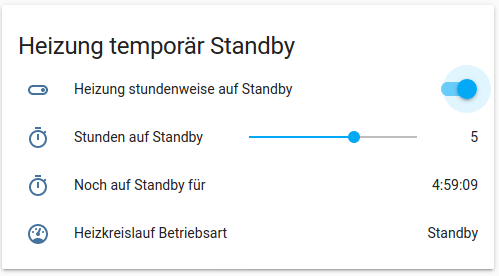 Heizung temporär Standby
Heizung stundenweise auf Standby
Stunden auf Standby 5
Noch auf Standby für 4:59:09
Heizkreislauf Betriebsart Standby